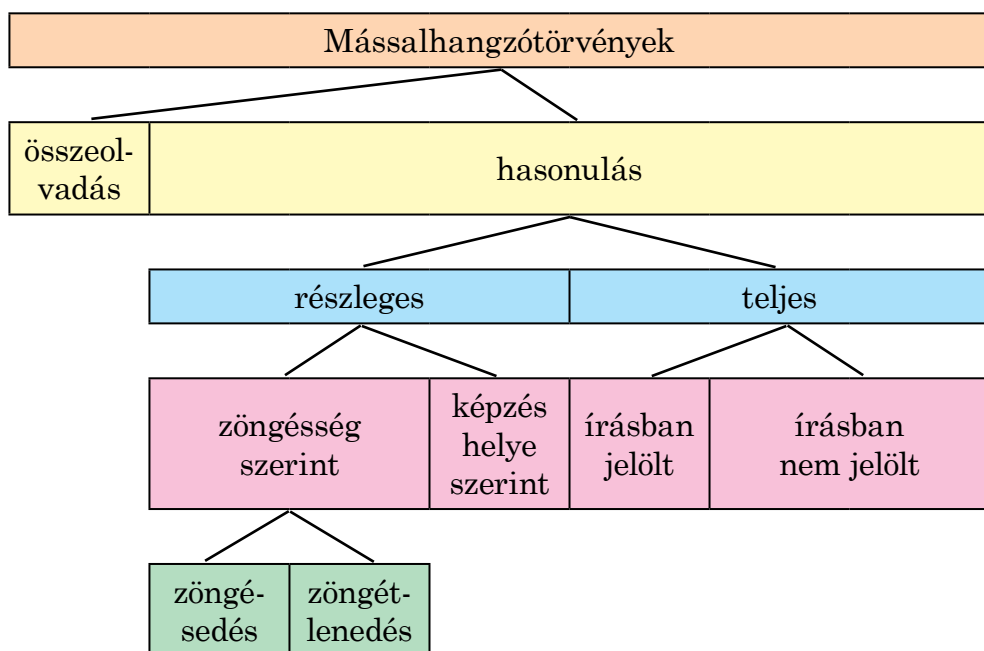 Mássalhangzótörvények
összeol-
vadás
hasonulás
részleges
teljes
zöngésség
szerint
képzés
helye
szerint
írásban
jelölt
írásban
nem jelölt
zöngé-
sedés
zöngét-
lenedés